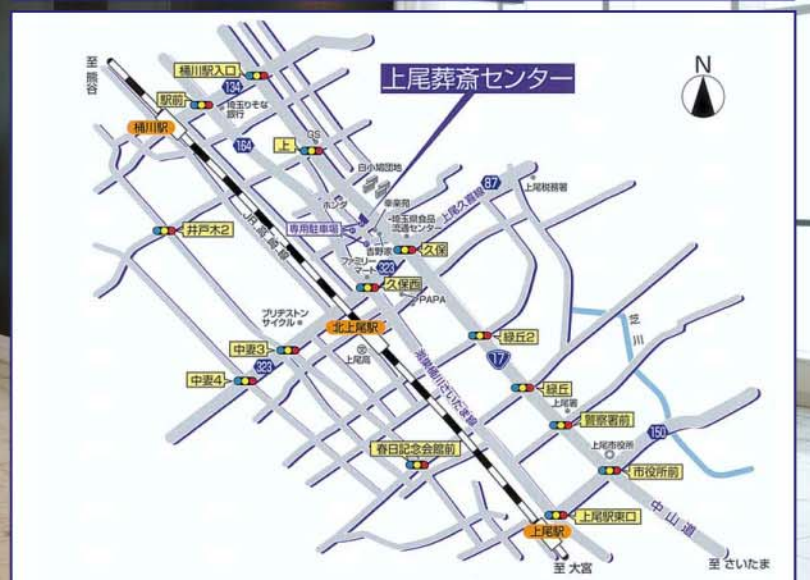 至 熊谷
桶川駅入口
134
駅前
埼玉りそな
銀行
上尾葬斎センター
N
桶川駅
164
上
GS
白小鳩団地
87
上尾税務署
ホンダ
幸楽苑
上尾久喜線
井戸木2
JR高崎線
専用駐車場
埼玉県食品
流通センター
吉野家
久保
ファミリー
マート
323
久保西
PAPA
ブリヂストン
サイクル
北上尾駅
緑丘2
中妻3
上尾高
17
323
中妻4
鴻巣桶川さいたま線
緑丘
上尾署
警察署前
150
春日記念会館前
上尾市役所
市役所前
上尾駅東口
中山道
上尾駅
至 大宮
至 さいたま